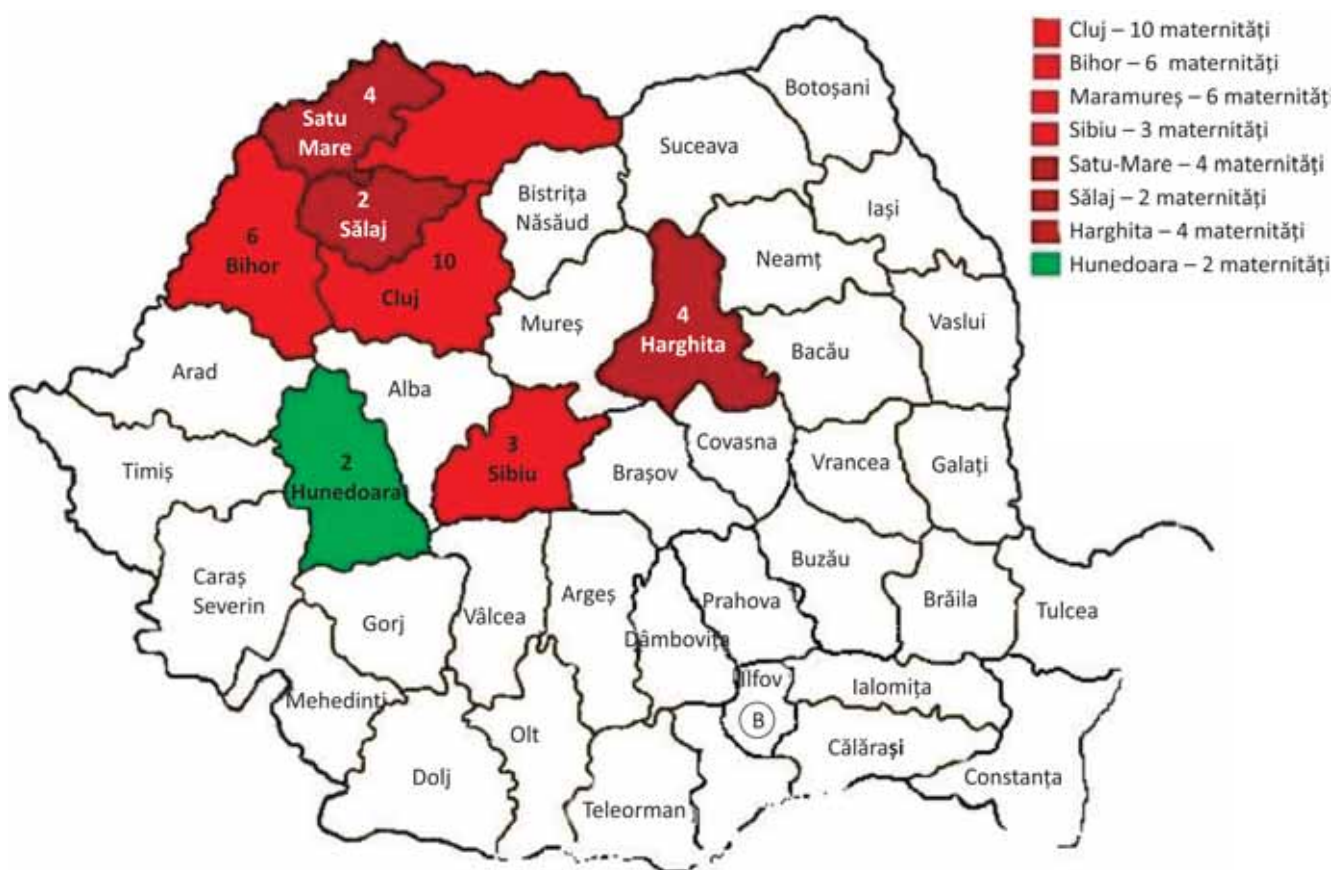 Cluj – 10 maternități
Bihor – 6 maternități
Maramureș – 6 maternități
Sibiu – 3 maternități
Satu-Mare – 4 maternități
Sălaj – 2 maternități
Harghita – 4 maternități
Hunedoara – 2 maternități
4
Satu
Mare
Botoșani
Suceava
2
Sălaj
Bistrița
Năsăud
Iași
6
Bihor
10
Cluj
Neamț
Mureș
4
Harghita
Vaslui
Bacău
Arad
Alba
3
Sibiu
Covasna
Timiș
2
Hunedoara
Brașov
Vrancea
Galați
Caraș
Severin
Gorj
Vâlcea
Argeș
Dâmbovița
Prahova
Buzău
Brăila
Tulcea
Mehedinti
Ilfov
Ialomița
B
Olt
Dolj
Teleorman
Călărași
Constanța